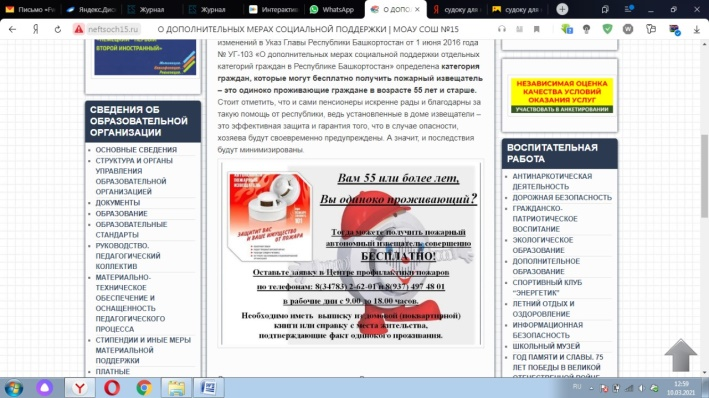 Письмо «Fw
Яндекс.Дис
Журнал
Журнал
Интерактив
WhatsApp
О ДОПО
судоку для
судоку для
neftsoch15.ru
О ДОПОЛНИТЕЛЬНЫХ МЕРАХ СОЦИАЛЬНОЙ ПОДДЕРЖКИ | МОАУ СОШ №15
ВТОРОЙ ИНОСТРАННЫЙ»
СВЕДЕНИЯ ОБ
ОБРАЗОВАТЕЛЬНОЙ
ОРГАНИЗАЦИИ
ОСНОВНЫЕ СВЕДЕНИЯ
СТРУКТУРА И ОРГАНЫ
УПРАВЛЕНИЯ
ОБРАЗОВАТЕЛЬНОЙ
ОРГАНИЗАЦИЕЙ
ДОКУМЕНТЫ
ОБРАЗОВАНИЕ
ОБРАЗОВАТЕЛЬНЫЕ
СТАНДАРТЫ
РУКОВОДСТВО.
ПЕДАГОГИЧЕСКИЙ
КОЛЛЕКТИВ
МАТЕРИАЛЬНО-
ТЕХНИЧЕСКОЕ
ОБЕСПЕЧЕНИЕ И
ОСНАЩЕННОСТЬ
ПЕДАГОГИЧЕСКОГО
ПРОЦЕССА
СТИПЕНДИИ И ИНЫЕ МЕРЫ
МАТЕРИАЛЬНОЙ
ПОДДЕРЖКИ
ПЛАТНЫЕ
изменений в Указ Главы Республики Башкортостан от 1 июня 2016 года
№ УГ-103 «О дополнительных мерах социальной поддержки отдельных
категорий граждан в Республике Башкортостан» определена категория
граждан, которые могут бесплатно получить пожарный извещатель
– это одиноко проживающие граждане в возрасте 55 лет и старше.
Стоит отметить, что и сами пенсионеры искренне рады и благодарны за
такую помощь от республики, ведь установленные в доме извещатели –
это эффективная защита и гарантия того, что в случае опасности,
хозяева будут своевременно предупреждены. А значит, и последствия
будут минимизированы.
ЗАЩИТИТ ВАС
И ВАШЕ ИМУЩЕСТВО
ОТ ПОЖАРА
Вам 55 или более лет,
Вы одиноко проживающий?
Тогда можете получить пожарный
автономный извещатель совершенно
БЕСПЛАТНО!
Оставьте заявку в Центре профилактики пожаров
по телефонам: 8(34783) 2-62-01 и 8(937) 497 48 01
в рабочие дни с 9.00 до 18.00 часов.
Необходимо иметь выписку из домовой (поквартирной)
книги или справку с места жительства,
подтверждающие факт одинокого проживания.
НЕЗАВИСИМАЯ ОЦЕНКА
КАЧЕСТВА УСЛОВИЙ
ОКАЗАНИЯ УСЛУГ
УЧАСТВОВАТЬ В АНКЕТИРОВАНИИ
ВОСПИТАТЕЛЬНАЯ
РАБОТА
АНТИНАРКОТИЧЕСКАЯ
ДЕЯТЕЛЬНОСТЬ
ДОРОЖНАЯ БЕЗОПАСНОСТЬ
ГРАЖДАНСКО-
ПАТРИОТИЧЕСКОЕ
ВОСПИТАНИЕ
ЭКОЛОГИЧЕСКОЕ
ОБРАЗОВАНИЕ
ДОПОЛНИТЕЛЬНОЕ
ОБРАЗОВАНИЕ
СПОРТИВНЫЙ КЛУБ
"ЭНЕРГЕТИК"
ЛЕТНИЙ ОТДЫХ И
ОЗДОРОВЛЕНИЕ
ИНФОРМАЦИОННАЯ
БЕЗОПАСНОСТЬ
ШКОЛЬНЫЙ МУЗЕЙ
ГОД ПАМЯТИ И СЛАВЫ. 75
ЛЕТ ПОБЕДЫ В ВЕЛИКОЙ
RU
12:59
10.03.2021